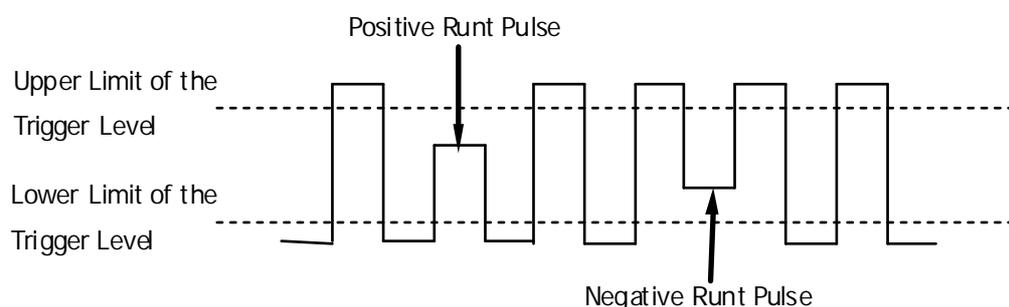 Positive Runt Pulse
Upper Limit of the
Trigger Level
Lower Limit of the
Trigger Level
Negative Runt Pulse